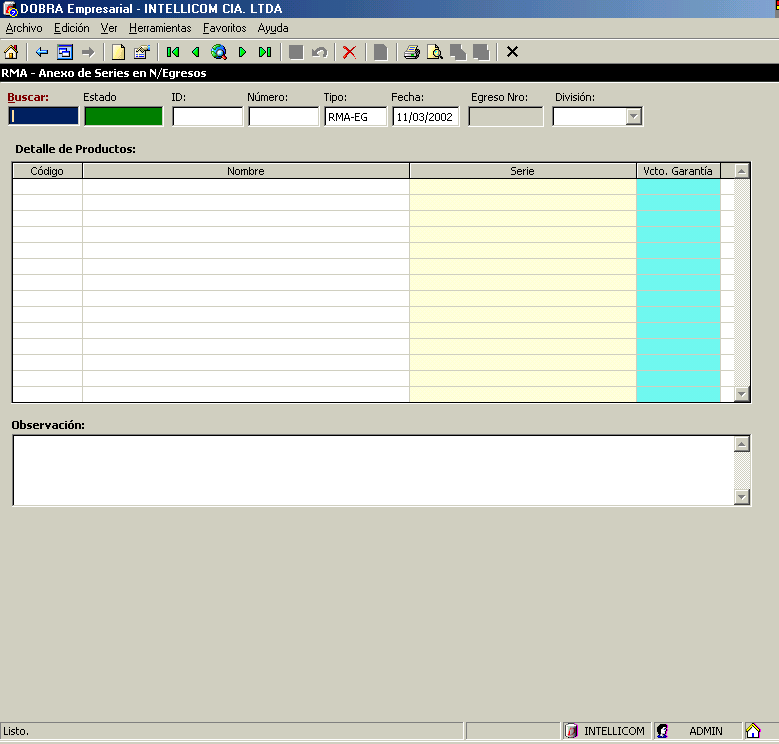 DOBRA Empresarial - INTELLICOM CIA. LTDA
Archivo Edición Ver Herramientas Favoritos Ayuda
RMA - Anexo de Series en N/Egresos
Buscar: Estado ID: Número: Tipo: Fecha: Egreso Nro: División:
RMA-EG 11/03/2002
Detalle de Productos:
Código Nombre Serie Vcto. Garantía
Observación:
Listo. INTELLICOM ADMIN